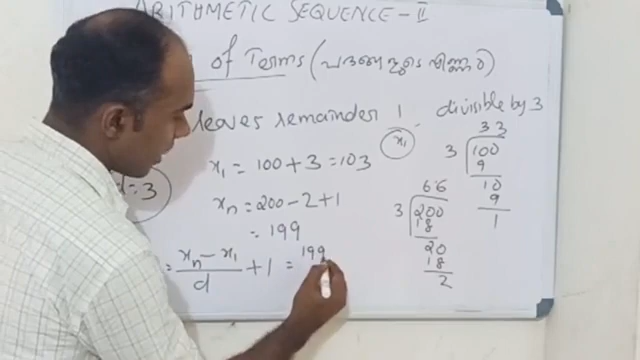 ARITHMETIC SEQUENCE - II
of Terms (പദങ്ങളുടെ എണ്ണം)
leaves remainder 1. divisible by 3
x₁
x₁ = 100 + 3 = 103
d = 3
xₙ = 200 - 2 + 1
= 199
= xₙ - x₁ / d + 1 = 199
33
3 100
9
10
9
1
66
3 200
18
20
18
2